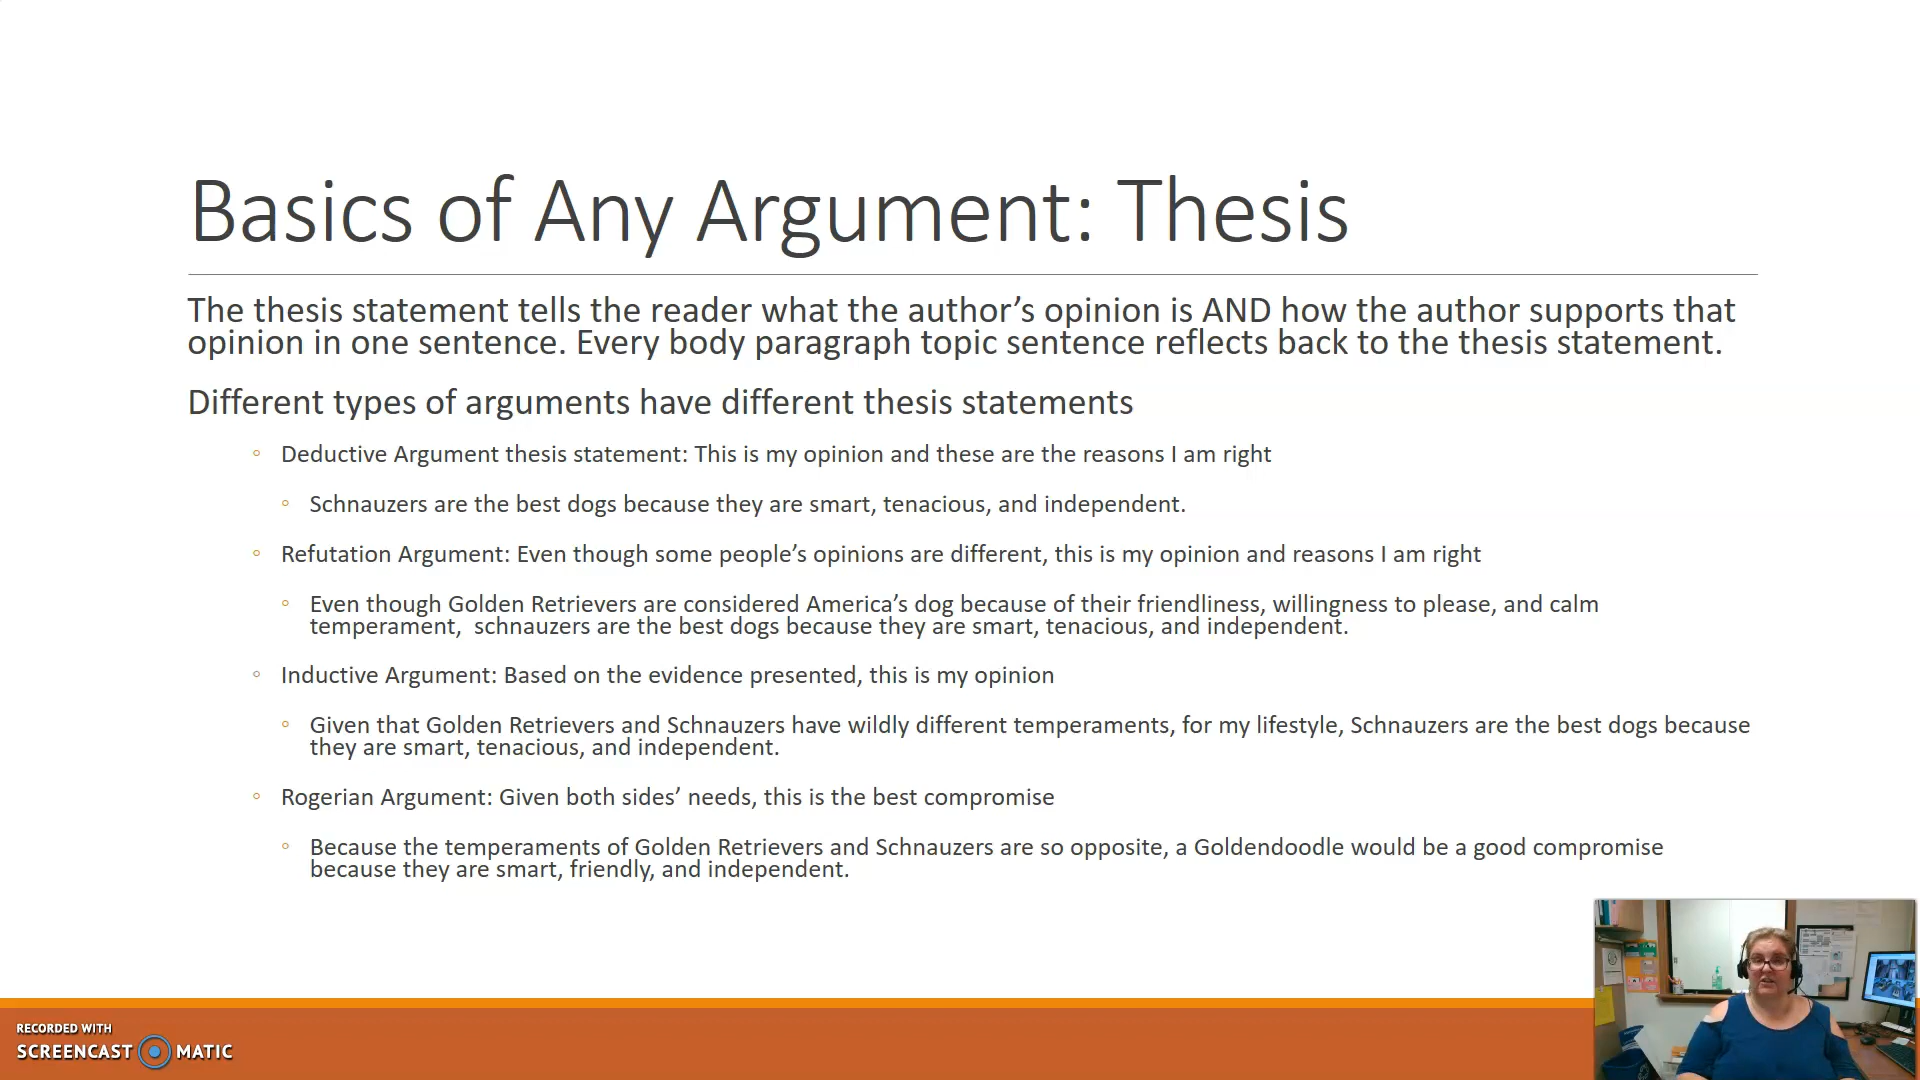 Basics of Any Argument: Thesis
The thesis statement tells the reader what the author’s opinion is AND how the author supports that
opinion in one sentence. Every body paragraph topic sentence reflects back to the thesis statement.
Different types of arguments have different thesis statements
Deductive Argument thesis statement: This is my opinion and these are the reasons I am right
Schnauzers are the best dogs because they are smart, tenacious, and independent.
Refutation Argument: Even though some people’s opinions are different, this is my opinion and reasons I am right
Even though Golden Retrievers are considered America’s dog because of their friendliness, willingness to please, and calm
temperament,  schnauzers are the best dogs because they are smart, tenacious, and independent.
Inductive Argument: Based on the evidence presented, this is my opinion
Given that Golden Retrievers and Schnauzers have wildly different temperaments, for my lifestyle, Schnauzers are the best dogs because
they are smart, tenacious, and independent.
Rogerian Argument: Given both sides’ needs, this is the best compromise
Because the temperaments of Golden Retrievers and Schnauzers are so opposite, a Goldendoodle would be a good compromise
because they are smart, friendly, and independent.
RECORDED WITH
SCREENCAST MATIC